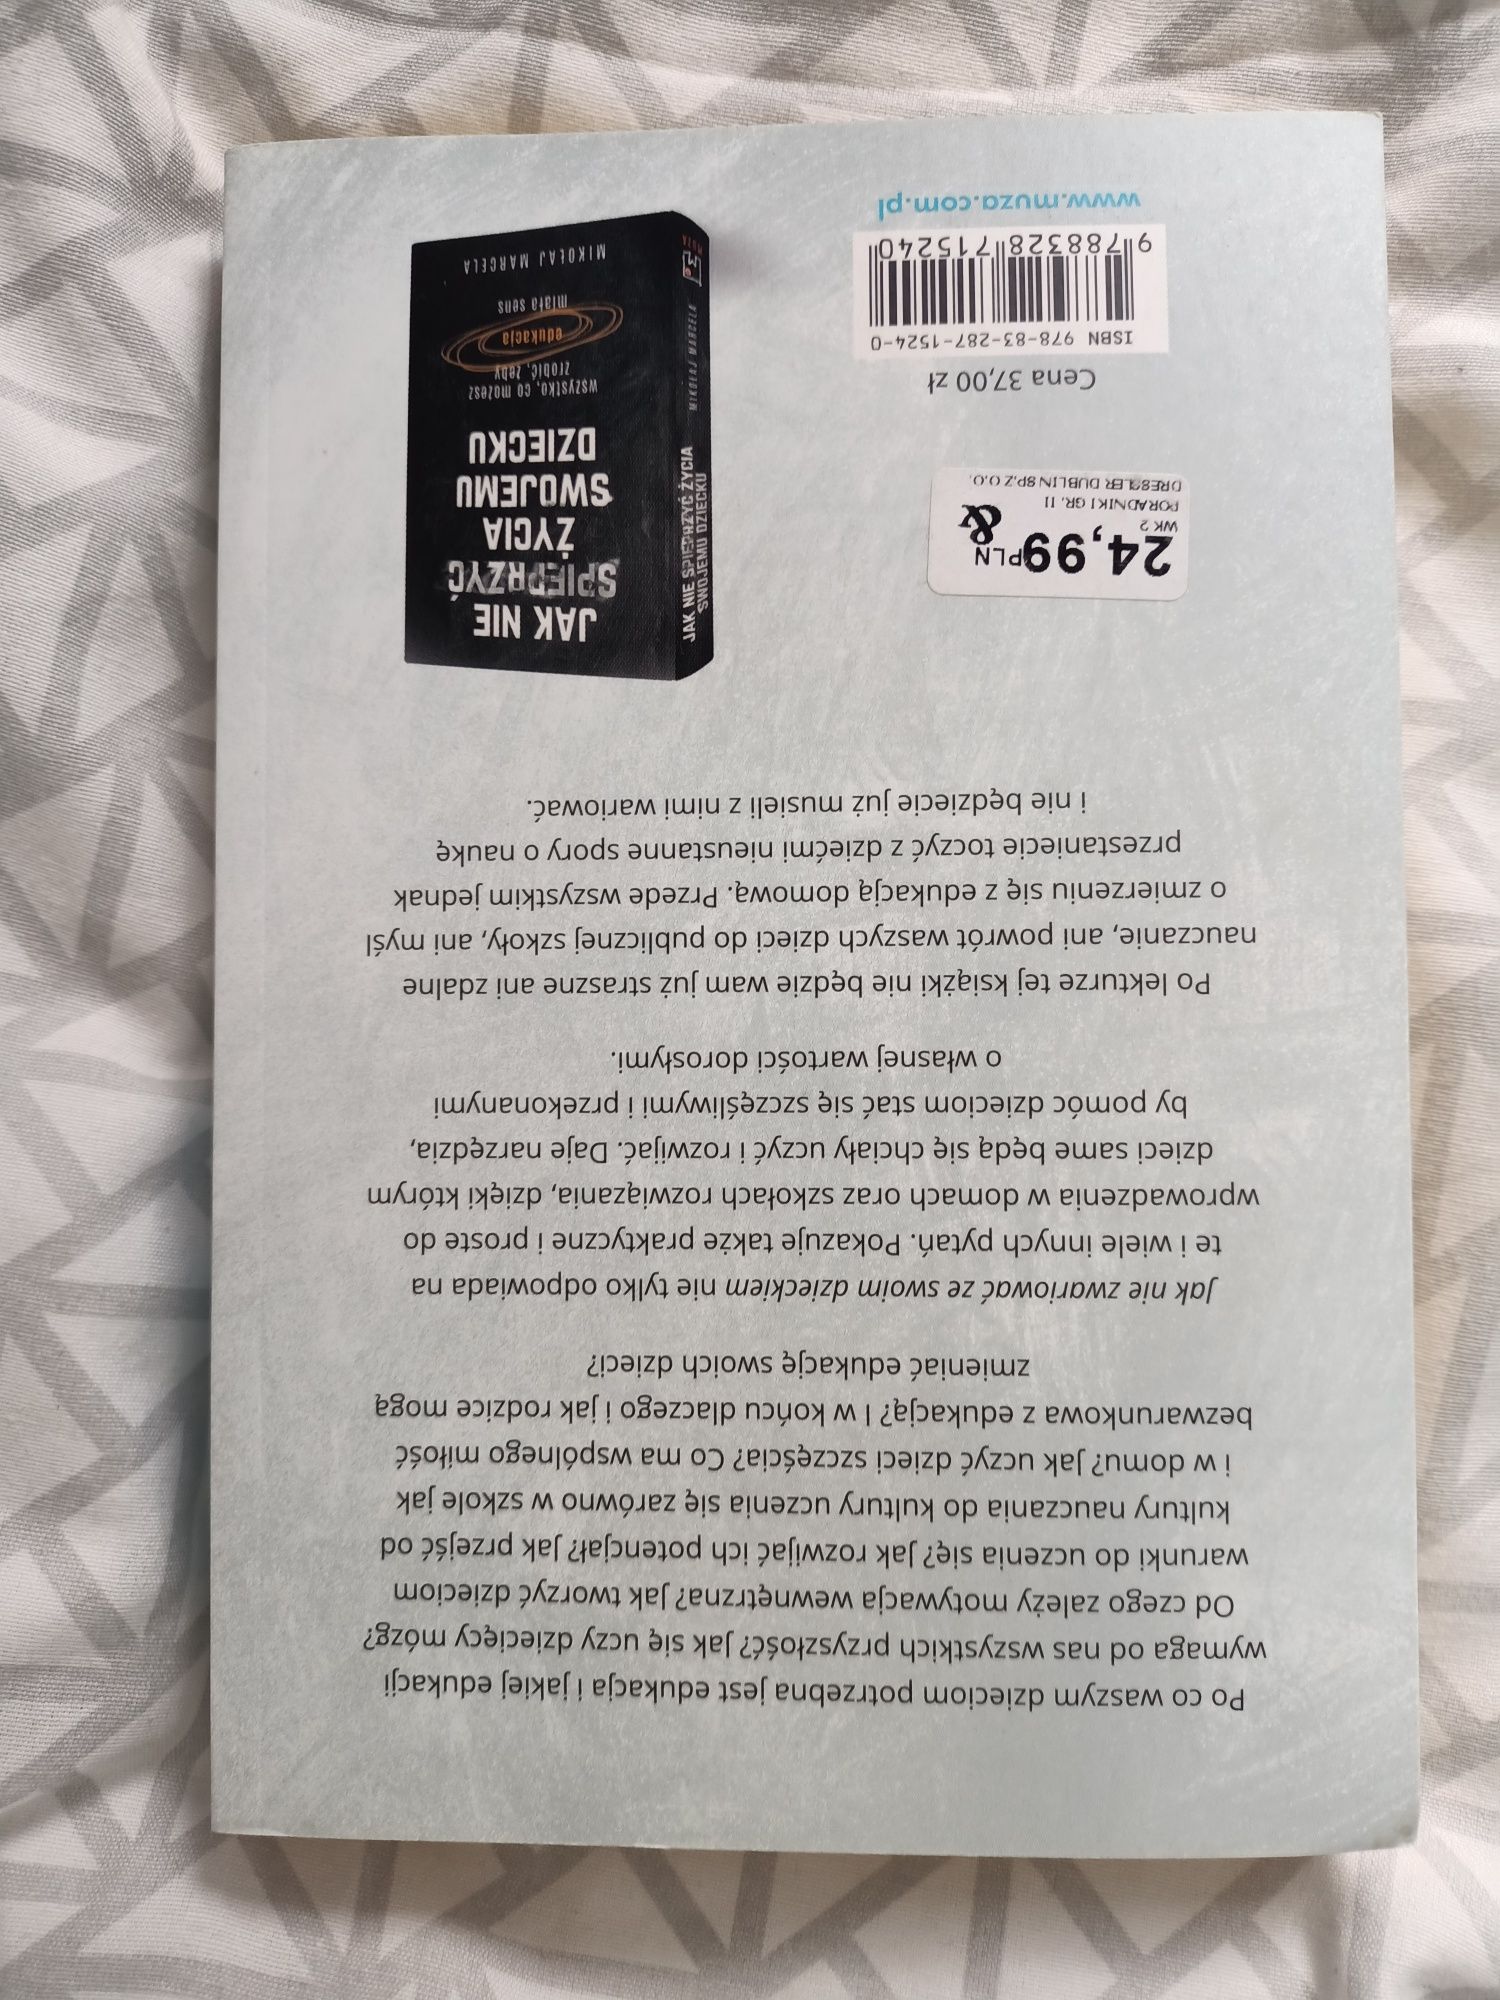 Po co waszym dzieciom potrzebna jest edukacja i jakiej edukacji
wymaga od nas wszystkich przyszłość? Jak się uczy dziecięcy mózg?
Od czego zależy motywacja wewnętrzna? Jak tworzyć dzieciom
warunki do uczenia się? Jak rozwijać ich potencjał? Jak przejść od
kultury nauczania do kultury uczenia się zarówno w szkole jak
i w domu? Jak uczyć dzieci szczęścia? Co ma wspólnego miłość
bezwarunkowa z edukacją? I w końcu dlaczego i jak rodzice mogą
zmieniać edukację swoich dzieci?
Jak nie zwariować ze swoim dzieckiem nie tylko odpowiada na
te i wiele innych pytań. Pokazuje także praktyczne i proste do
wprowadzenia w domach oraz szkołach rozwiązania, dzięki którym
dzieci same będą się chciały uczyć i rozwijać. Daje narzędzia,
by pomóc dzieciom stać się szczęśliwymi i przekonanymi
o własnej wartości dorosłymi.
Po lekturze tej książki nie będzie wam już straszne ani zdalne
nauczanie, ani powrót waszych dzieci do publicznej szkoły, ani myśl
o zmierzeniu się z edukacją domową. Przede wszystkim jednak
przestaniecie toczyć z dziećmi nieustanne spory o naukę
i nie będziecie już musieli z nimi wariować.
24,99 PLN &
WK 2
PORADNIKI GR. II
DRESSLER DUBLIN SP.Z O.O.
Cena 37,00 zł
ISBN 978-83-287-1524-0
9 788328 715240
www.muza.com.pl
JAK NIE SPIEPRZYĆ ŻYCIA
SWOJEMU DZIECKU
MIKOŁAJ MARCELA
MUZA
JAK NIE
SPIEPRZYĆ
ŻYCIA
SWOJEMU
DZIECKU
wszystko, co możesz
zrobić, żeby
edukacja
miała sens
MIKOŁAJ MARCELA